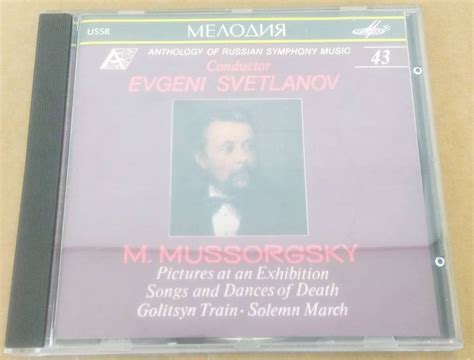 USSR
МЕЛОДИЯ
ANTHOLOGY OF RUSSIAN SYMPHONY MUSIC
43
Conductor
EVGENI SVETLANOV
M. MUSSORGSKY
Pictures at an Exhibition
Songs and Dances of Death
Golitsyn Train · Solemn March